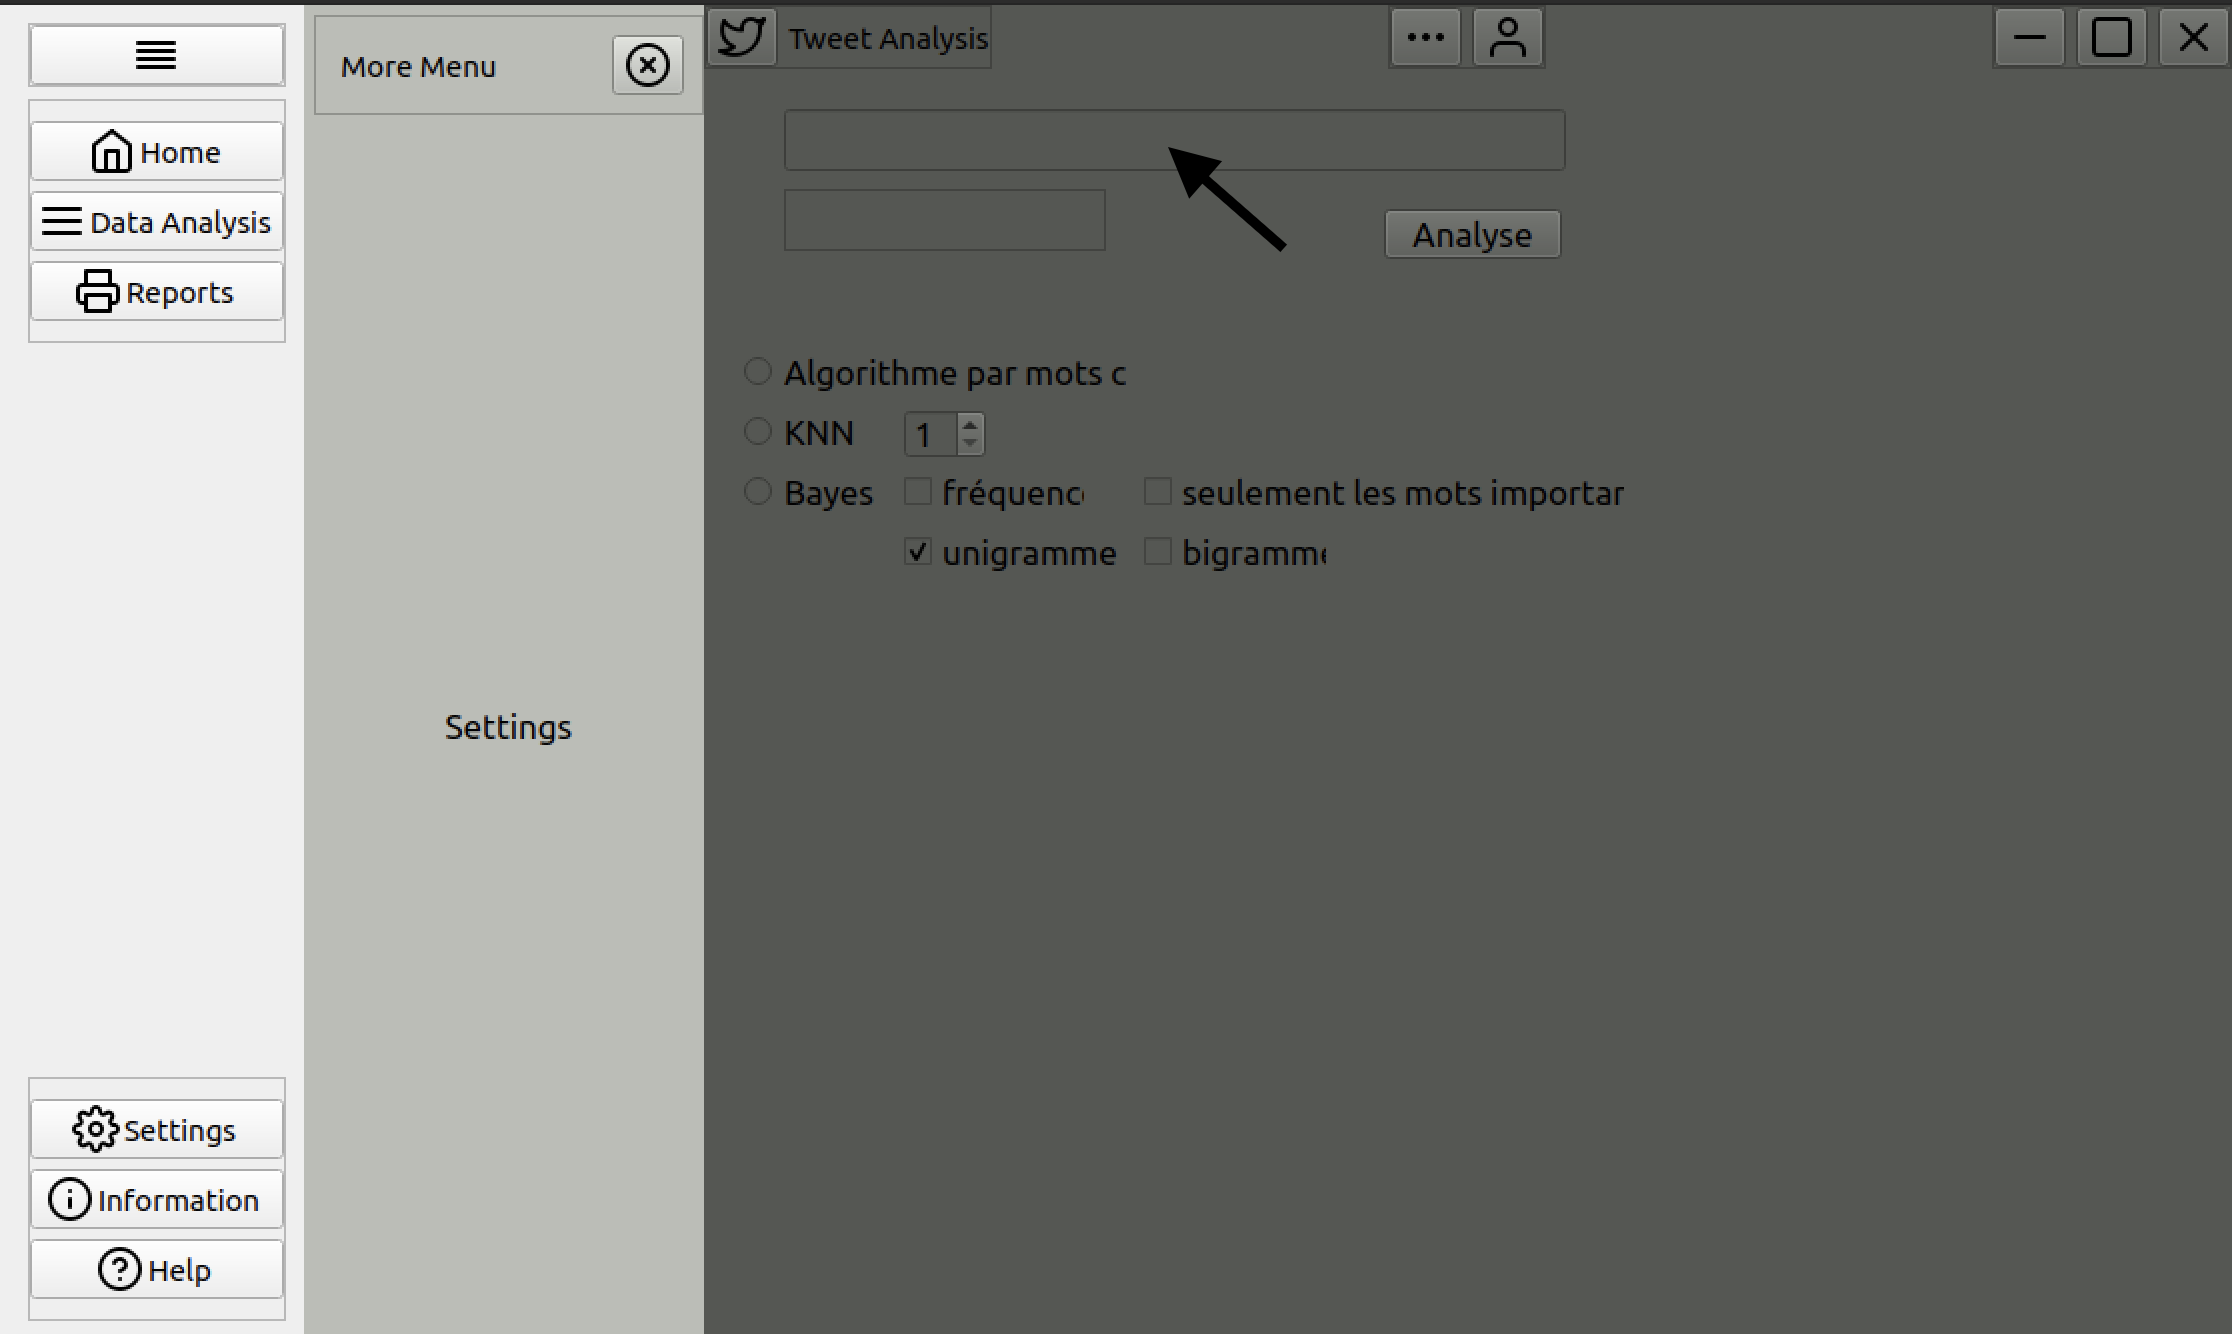 More Menu
Tweet Analysis
Home
Data Analysis
Reports
Analyse
Algorithme par mots c
KNN 1
Bayes fréquenc seulement les mots importar
unigramme bigramme
Settings
Settings
Information
Help